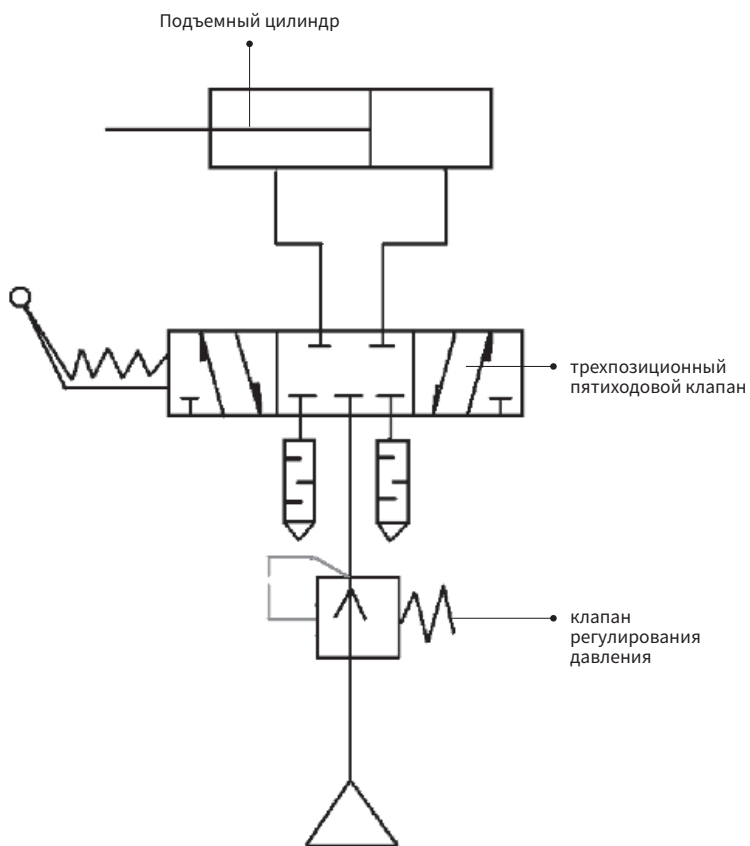 Подъемный цилиндр
трехпозиционный
пятиходовой клапан
клапан
регулирования
давления